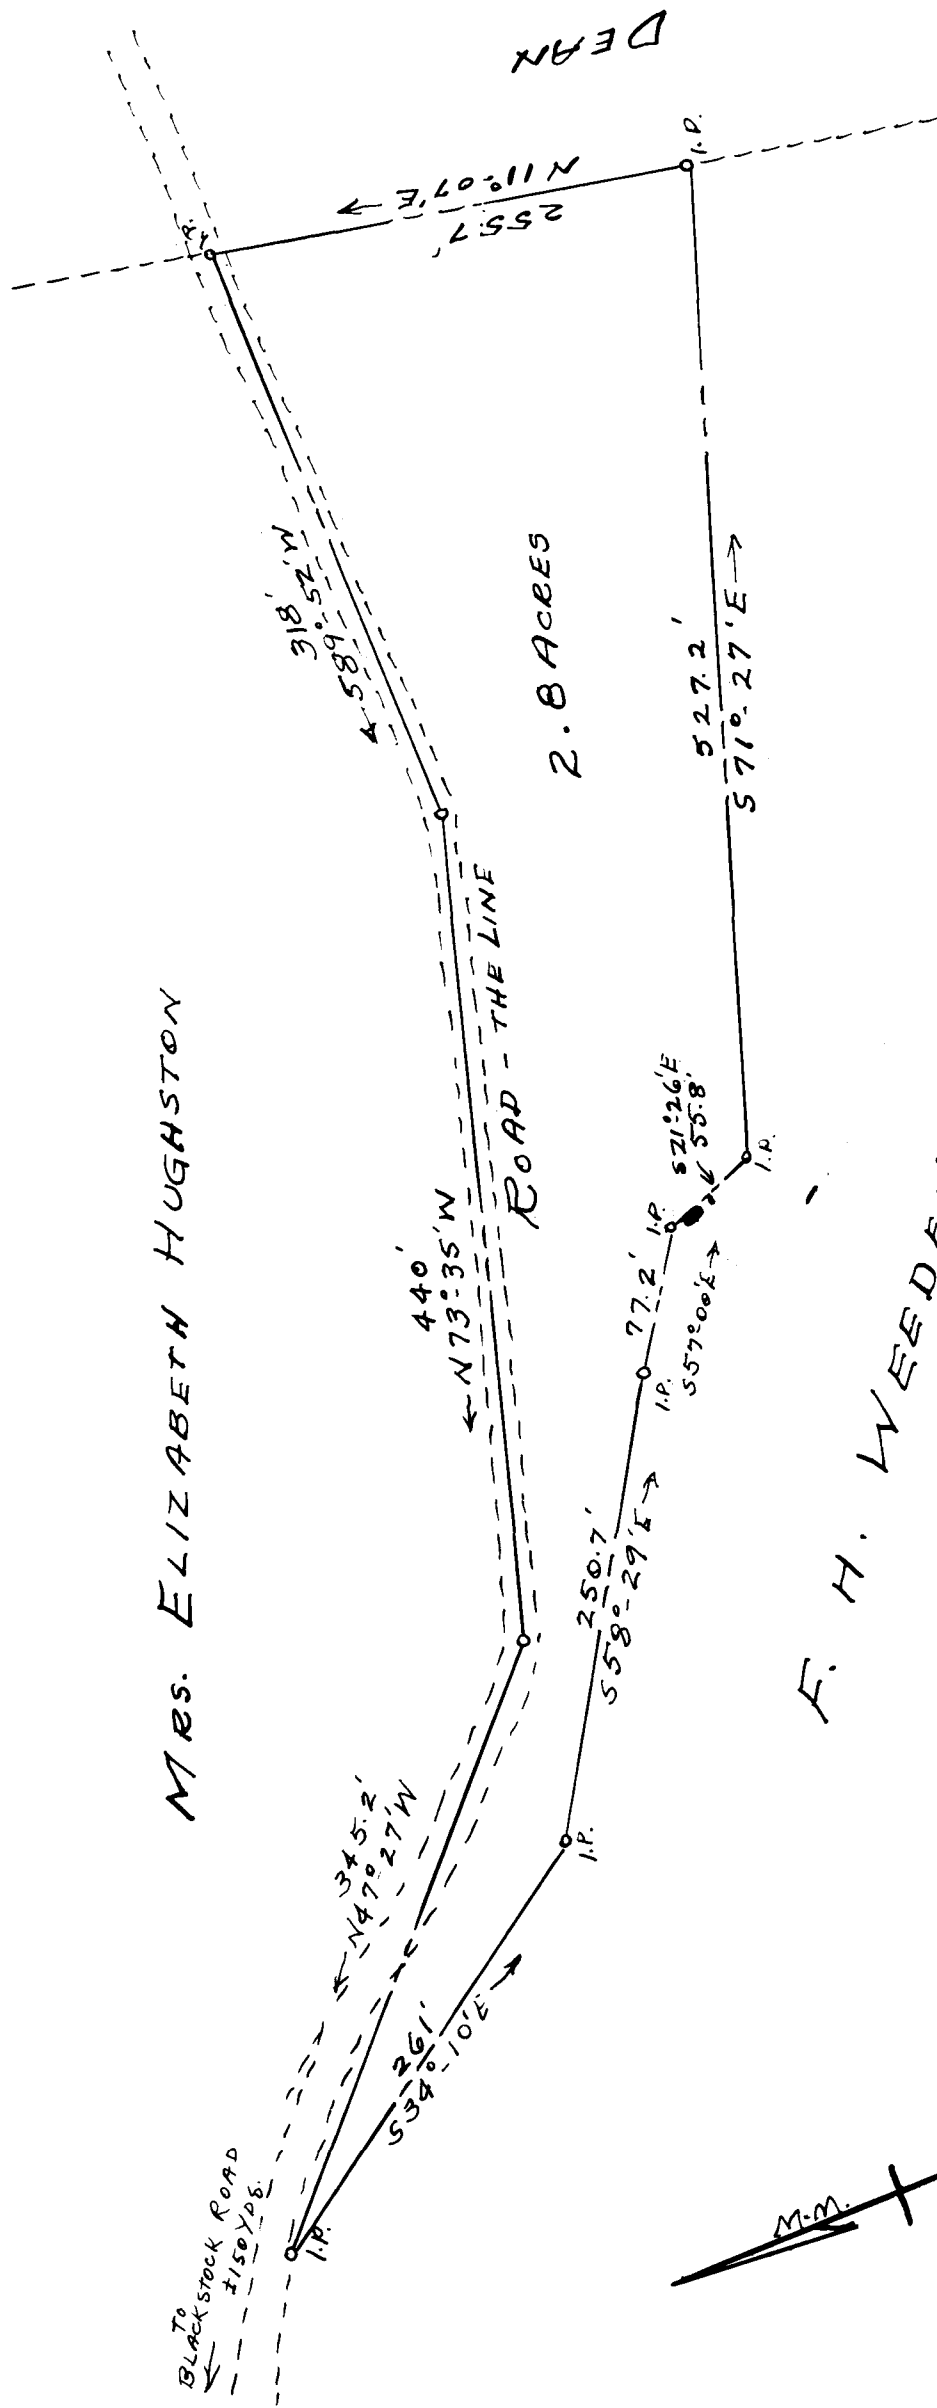 MRS. ELIZABETH HUGHSTON
DEAN
TO
BLACKSTOCK ROAD
±150 YDS.
345.2'
N47°-27'W
440'
N73°-35'W
318'
S89°-52'W
ROAD - THE LINE
2.8 ACRES
N11°-07'E
255.7'
I.P.
527.2'
S71°-27'E
I.P.
S21°-26'E
55.8'
I.P.
77.2'
S57°-00'E
I.P.
250.7'
S58°-29'E
I.P.
261'
S34°-10'E
I.P.
F. H.
M.M.